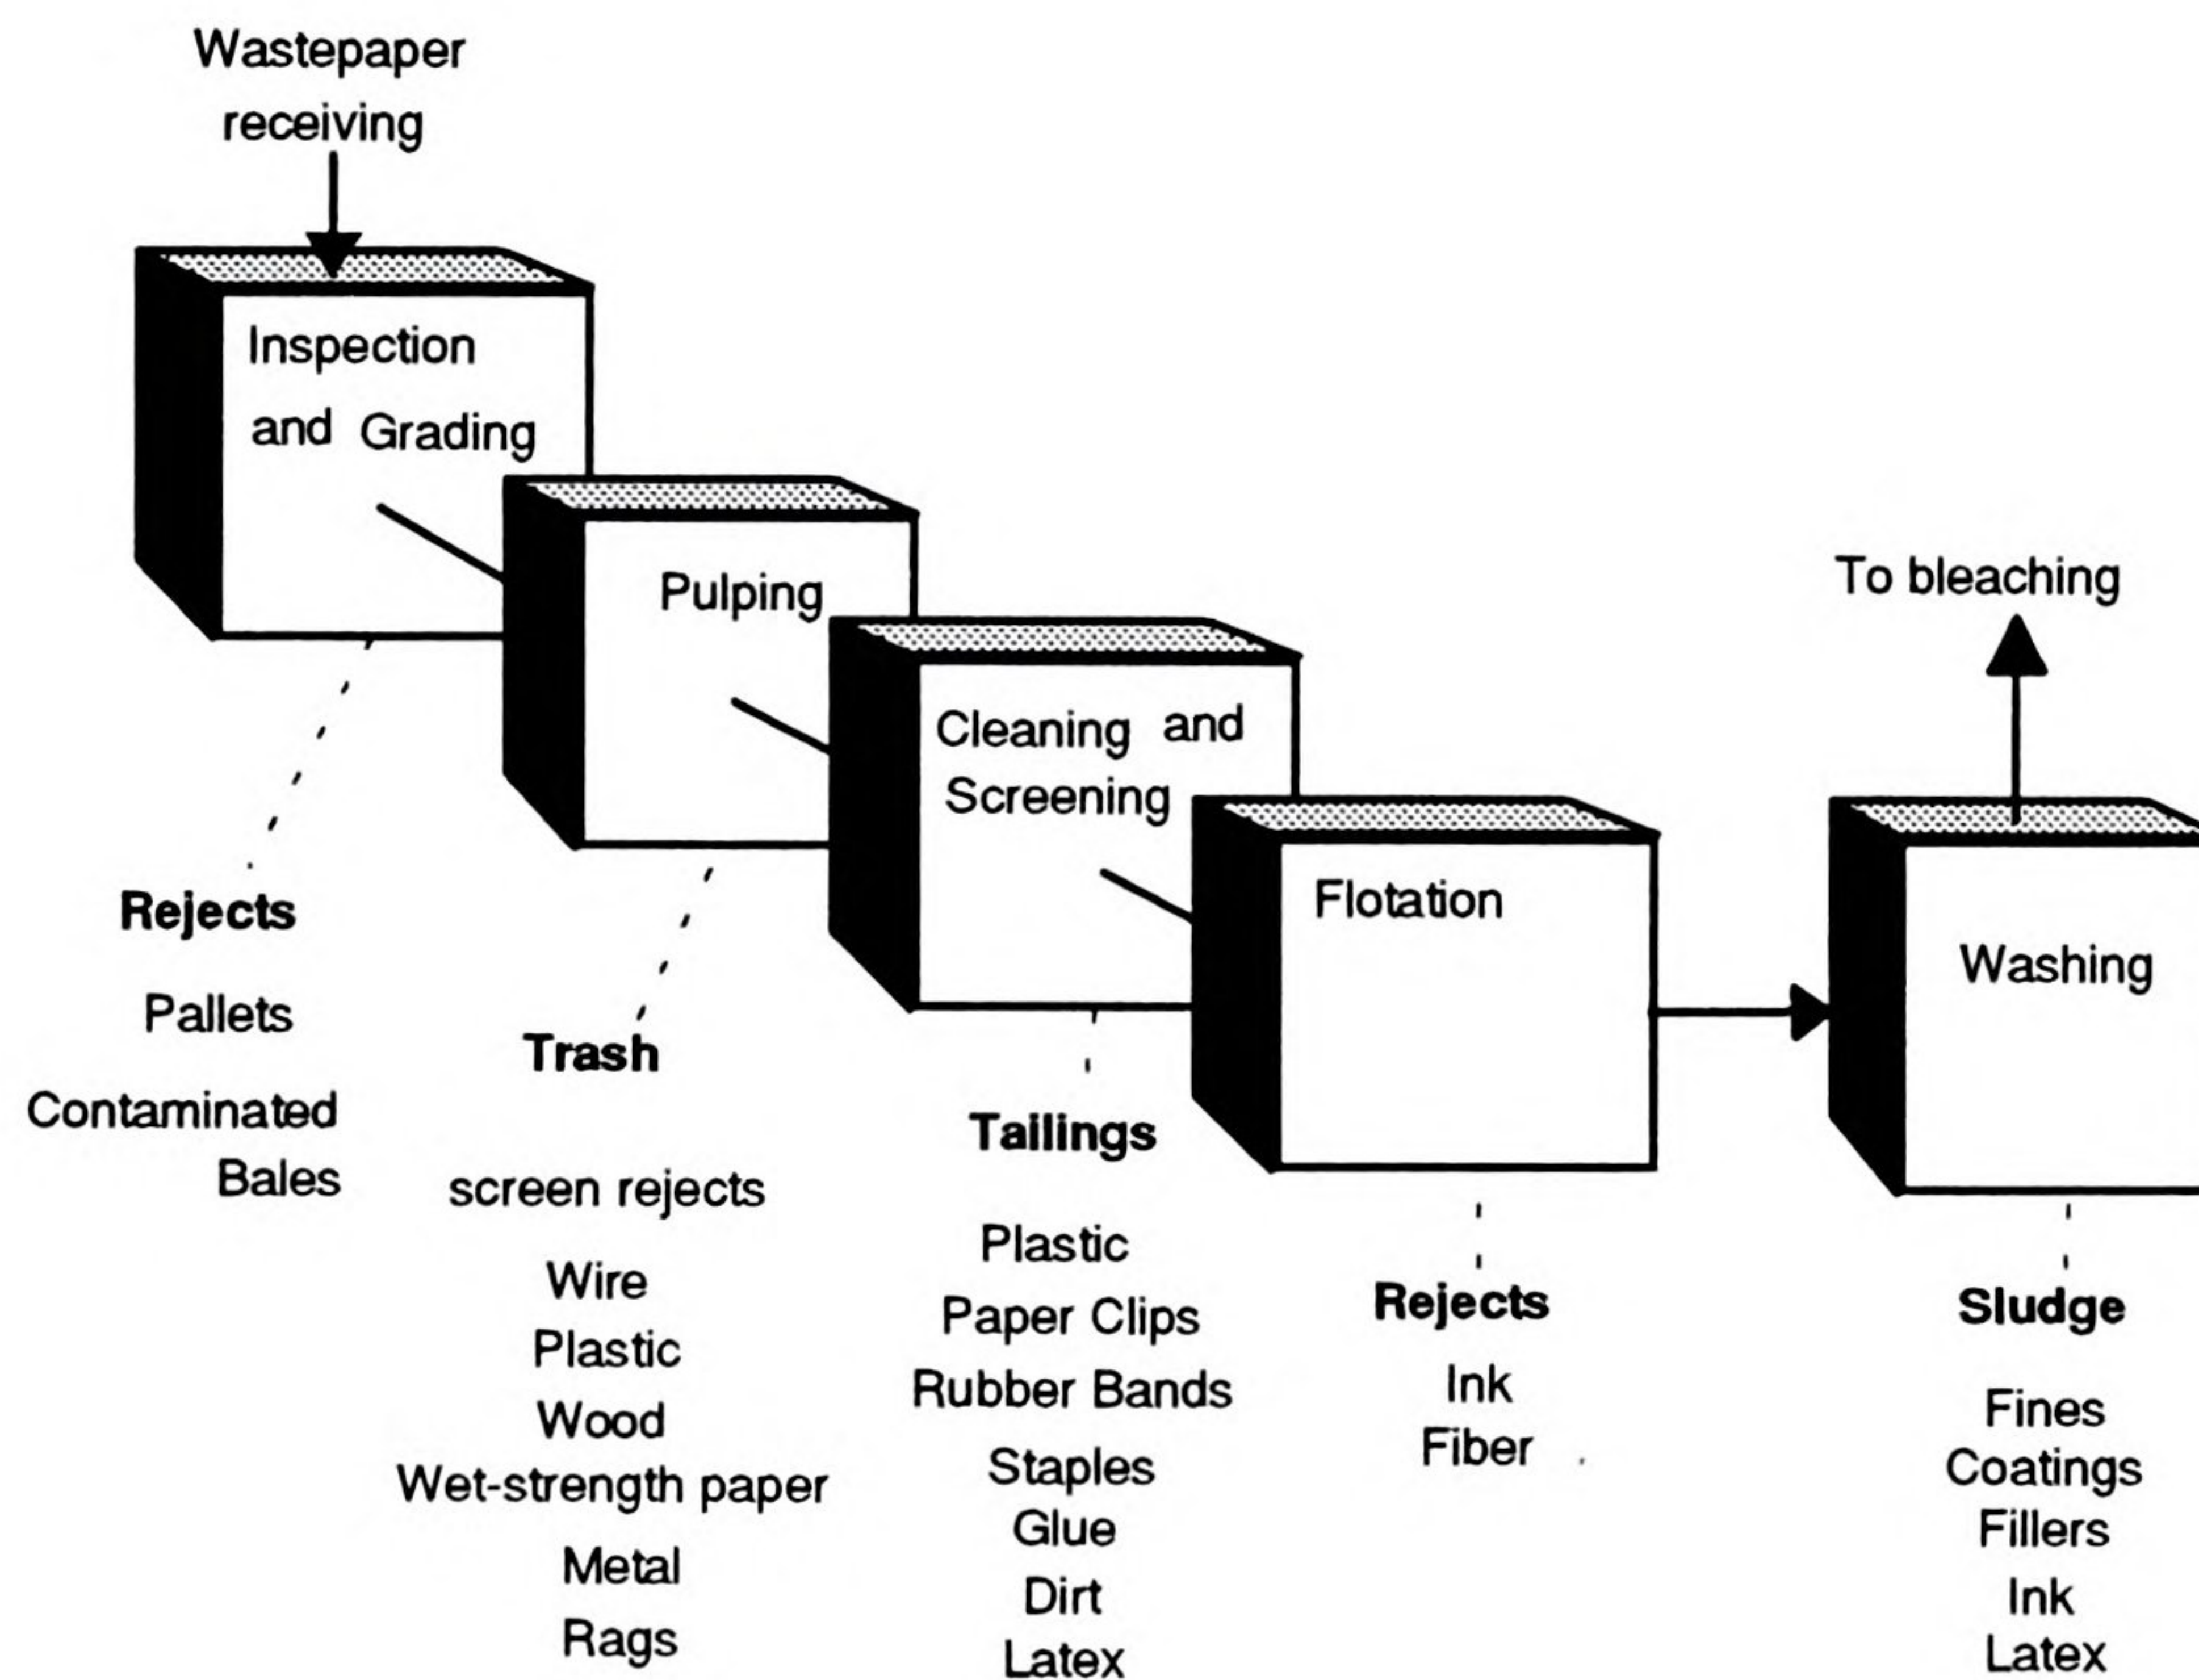 Wastepaper
receiving
Inspection
and Grading
Pulping
Cleaning and
Screening
Flotation
To bleaching
Washing
Rejects
Pallets
Contaminated
Bales
Trash
screen rejects
Wire
Plastic
Wood
Wet-strength paper
Metal
Rags
Tailings
Plastic
Paper Clips
Rubber Bands
Staples
Glue
Dirt
Latex
Rejects
Ink
Fiber
Sludge
Fines
Coatings
Fillers
Ink
Latex